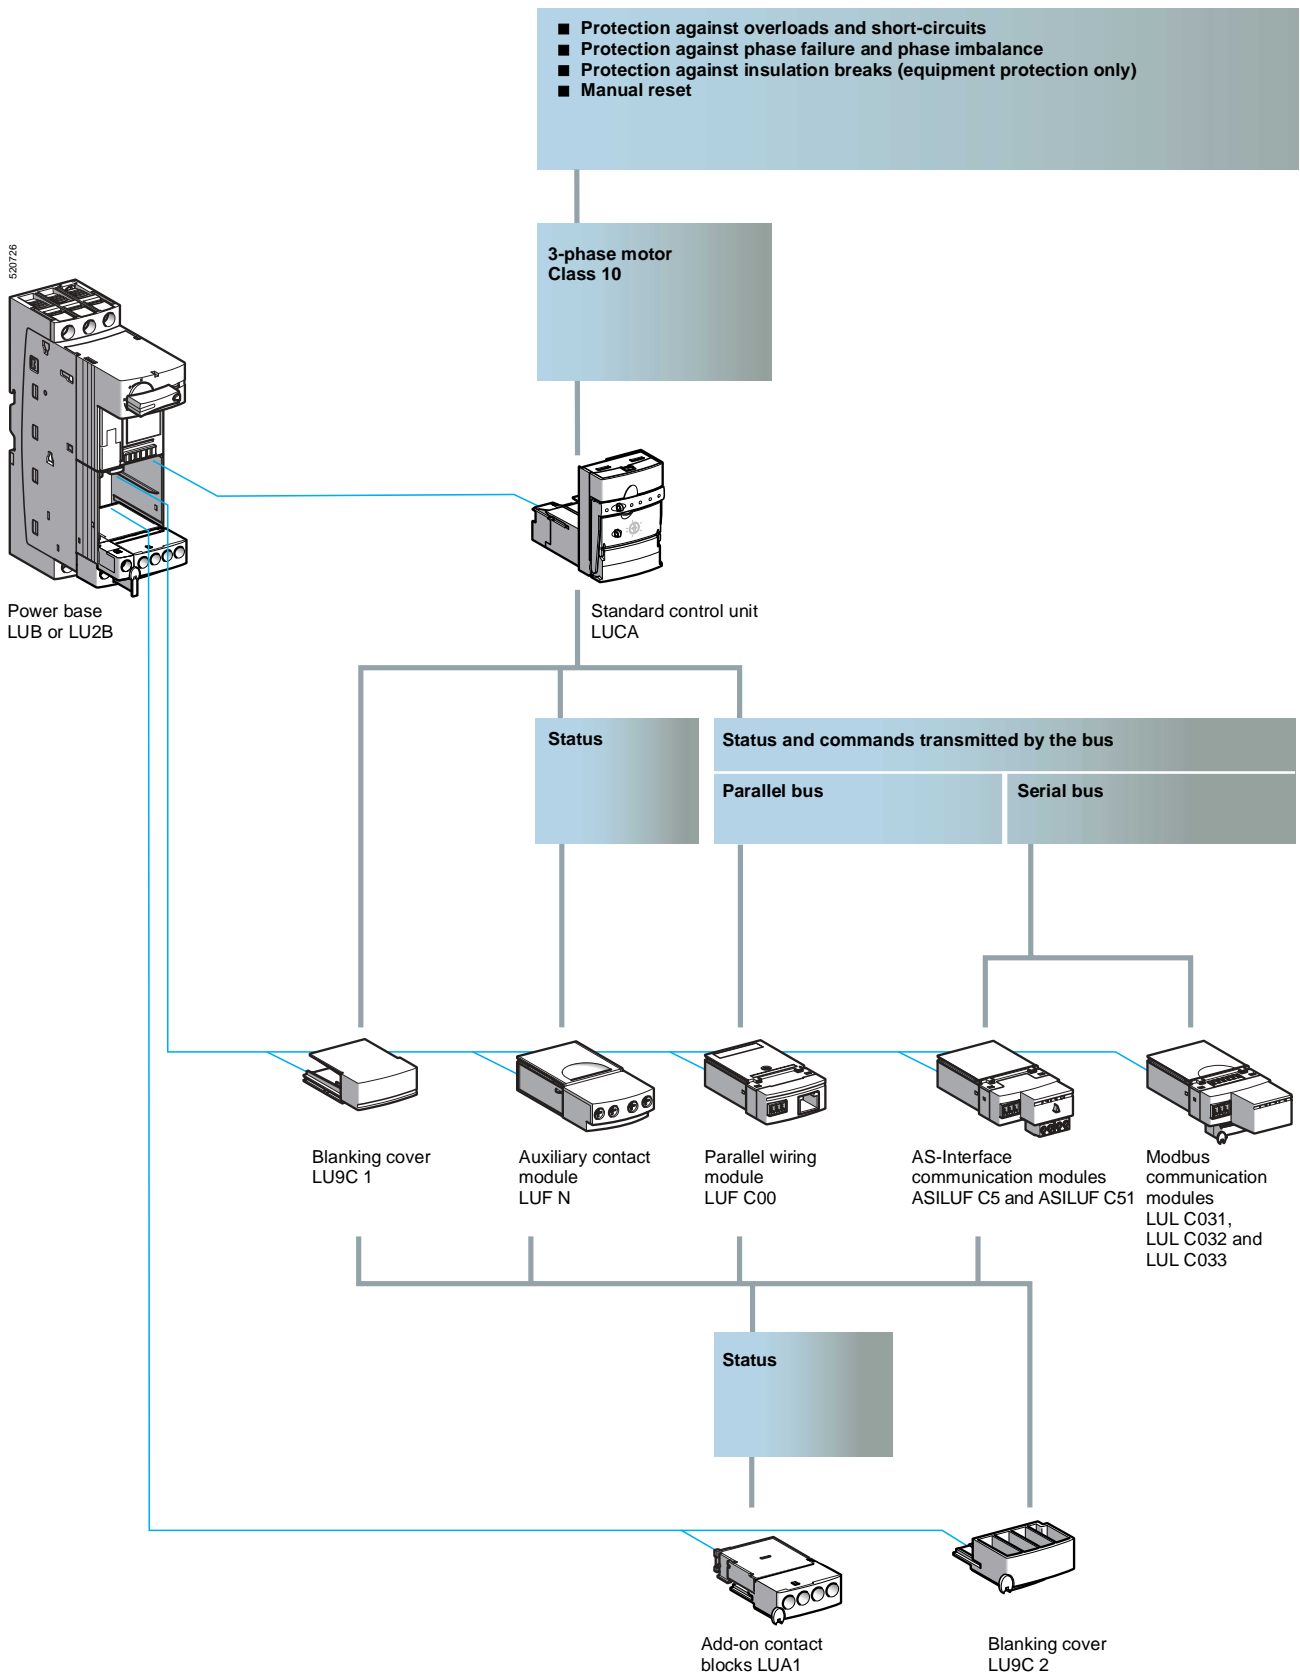 ■ Protection against overloads and short-circuits
■ Protection against phase failure and phase imbalance
■ Protection against insulation breaks (equipment protection only)
■ Manual reset
3-phase motor
Class 10
520726
Power base
LUB or LU2B
Standard control unit
LUCA
Status
Status and commands transmitted by the bus
Parallel bus
Serial bus
Blanking cover
LU9C 1
Auxiliary contact
module
LUF N
Parallel wiring
module
LUF C00
AS-Interface
communication modules
ASILUF C5 and ASILUF C51
Modbus
communication
modules
LUL C031,
LUL C032 and
LUL C033
Status
Add-on contact
blocks LUA1
Blanking cover
LU9C 2